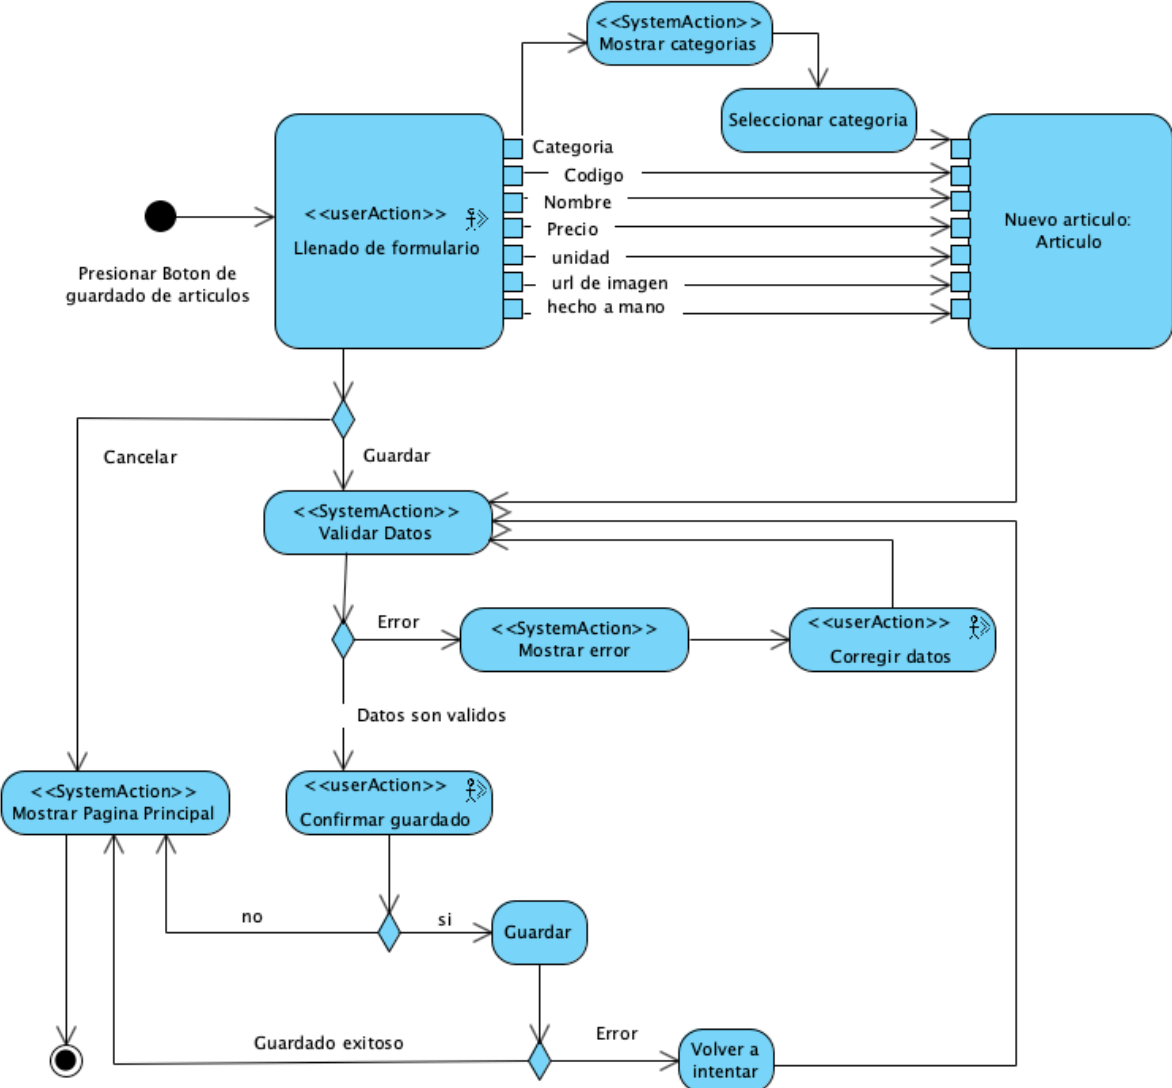 <<SystemAction>>
Mostrar categorias
Seleccionar categoria
<<userAction>>
Llenado de formulario
Categoria
Codigo
Nombre
Precio
unidad
url de imagen
hecho a mano
Nuevo articulo:
Articulo
Presionar Boton de
guardado de articulos
Cancelar
Guardar
<<SystemAction>>
Validar Datos
Error
<<SystemAction>>
Mostrar error
<<userAction>>
Corregir datos
Datos son validos
<<SystemAction>>
Mostrar Pagina Principal
<<userAction>>
Confirmar guardado
no
si
Guardar
Guardado exitoso
Error
Volver a
intentar